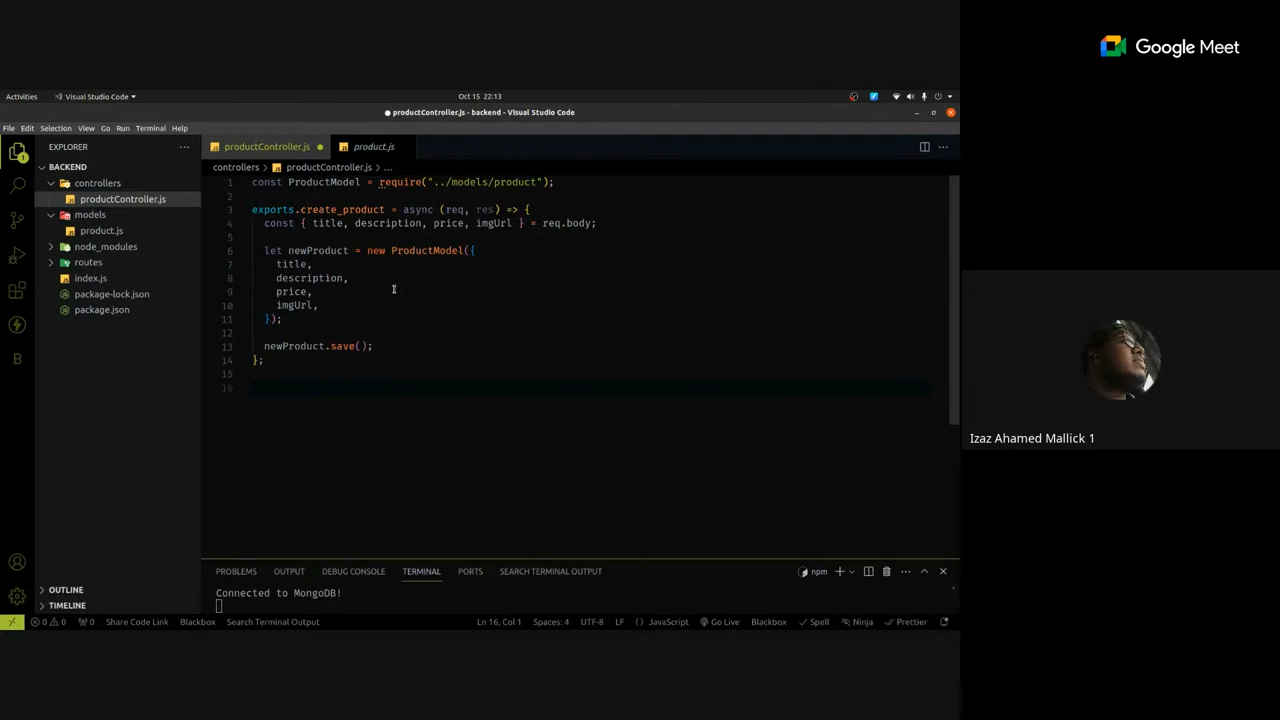 Google Meet
Activities
Visual Studio Code
Oct 15 22:13
● productController.js - backend - Visual Studio Code
File Edit Selection View Go Run Terminal Help
EXPLORER
productController.js
product.js
BACKEND
controllers > productController.js > ...
controllers
productController.js
models
product.js
node_modules
routes
index.js
package-lock.json
package.json
OUTLINE
TIMELINE
1 const ProductModel = require("../models/product");
2
3 exports.create_product = async (req, res) => {
4 const { title, description, price, imgUrl } = req.body;
5
6 let newProduct = new ProductModel({
7 title,
8 description,
9 price,
10 imgUrl,
11 });
12
13 newProduct.save();
14 };
15
16
PROBLEMS OUTPUT DEBUG CONSOLE TERMINAL PORTS SEARCH TERMINAL OUTPUT
npm
Connected to MongoDB!
0 0 0 Share Code Link Blackbox Search Terminal Output
Ln 16, Col 1 Spaces: 4 UTF-8 LF { } JavaScript Go Live Blackbox Spell Ninja Prettier
Izaz Ahamed Mallick 1